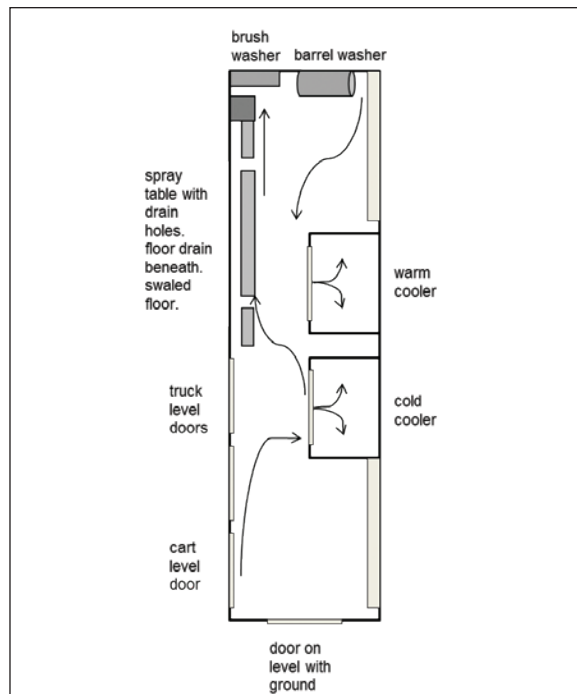 brush
washer
barrel washer
spray
table with
drain
holes.
floor drain
beneath.
swaled
floor.
warm
cooler
truck
level
doors
cold
cooler
cart
level
door
door on
level with
ground